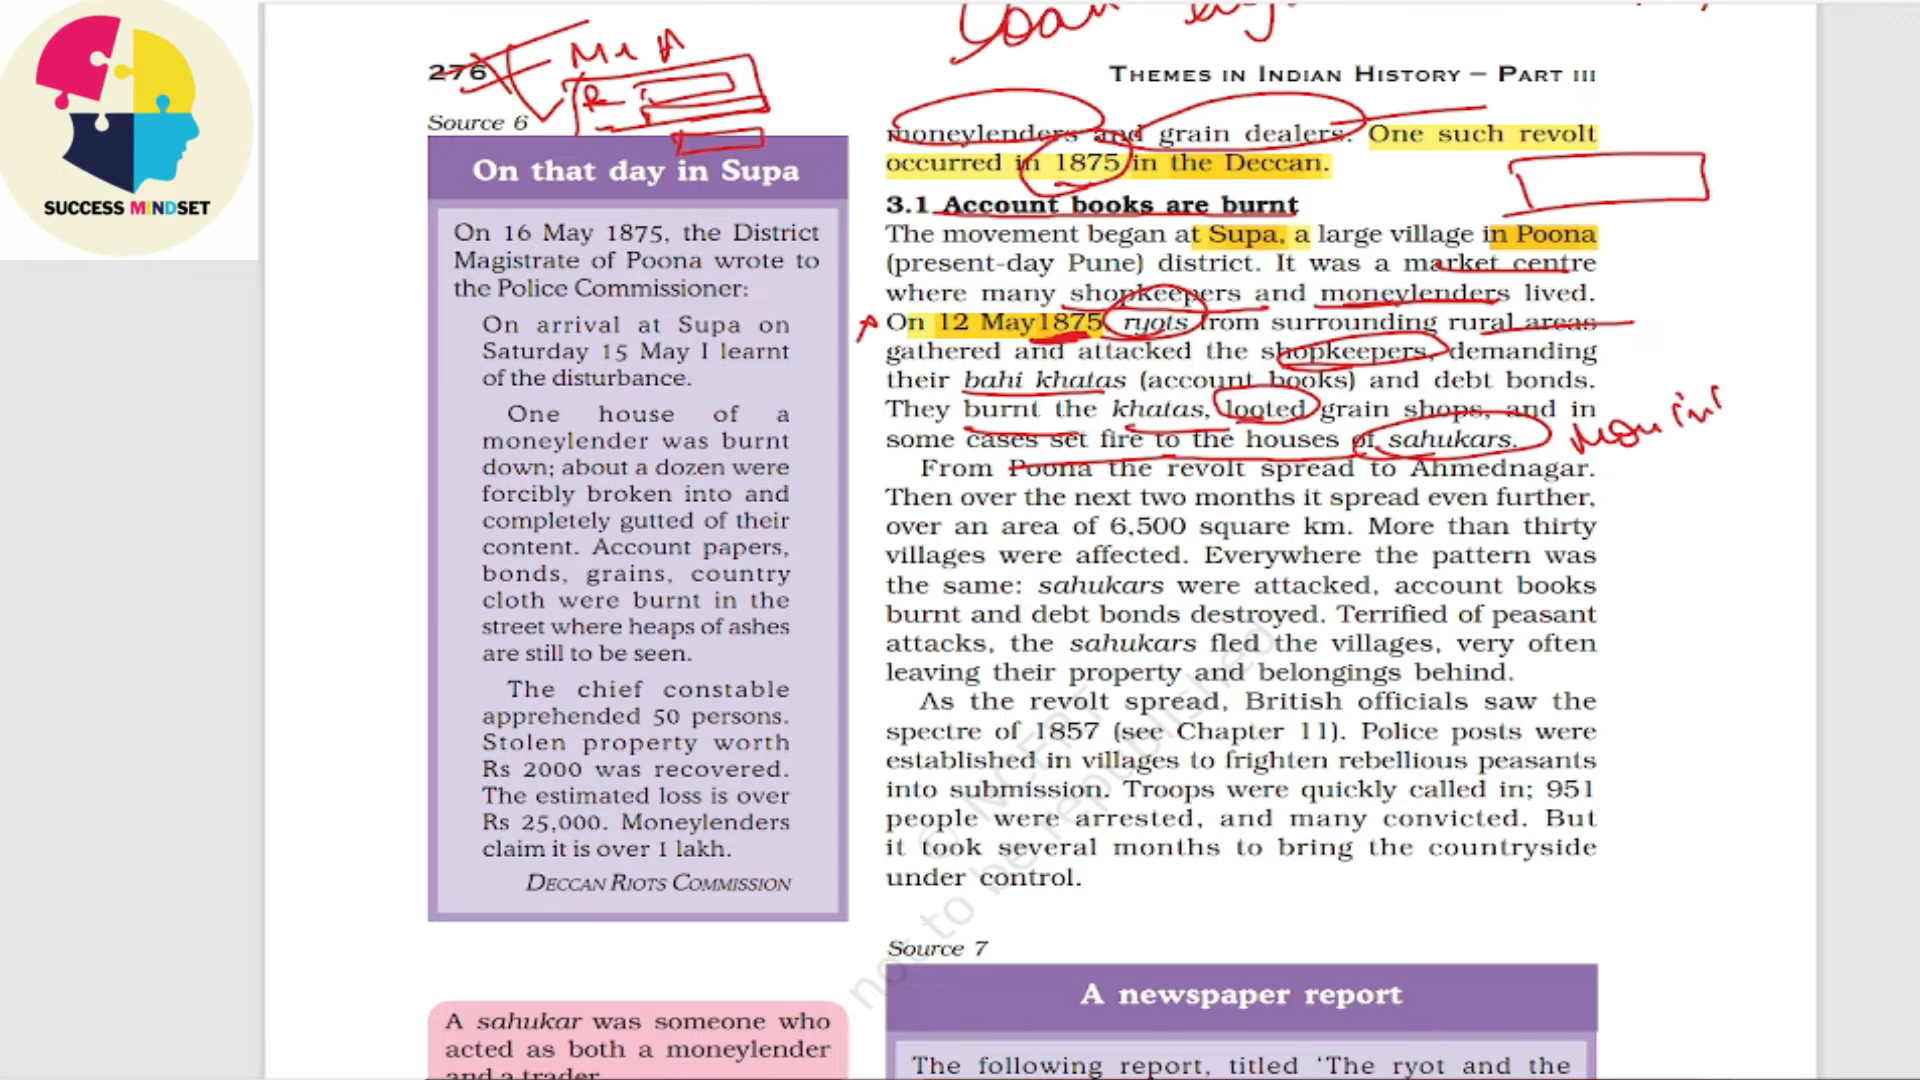 SUCCESS MINDSET
276
THEMES IN INDIAN HISTORY – PART III
Source 6
On that day in Supa
On 16 May 1875, the District
Magistrate of Poona wrote to
the Police Commissioner:
On arrival at Supa on
Saturday 15 May I learnt
of the disturbance.
One house of a
moneylender was burnt
down; about a dozen were
forcibly broken into and
completely gutted of their
content. Account papers,
bonds, grains, country
cloth were burnt in the
street where heaps of ashes
are still to be seen.
The chief constable
apprehended 50 persons.
Stolen property worth
Rs 2000 was recovered.
The estimated loss is over
Rs 25,000. Moneylenders
claim it is over 1 lakh.
DECCAN RIOTS COMMISSION
A sahukar was someone who
acted as both a moneylender
and a trader
moneylenders and grain dealers. One such revolt
occurred in 1875 in the Deccan.
3.1 Account books are burnt
The movement began at Supa, a large village in Poona
(present-day Pune) district. It was a market centre
where many shopkeepers and moneylenders lived.
On 12 May1875 ryots from surrounding rural areas
gathered and attacked the shopkeepers, demanding
their bahi khatas (account books) and debt bonds.
They burnt the khatas, looted grain shops, and in
some cases set fire to the houses of sahukars.
From Poona the revolt spread to Ahmednagar.
Then over the next two months it spread even further,
over an area of 6,500 square km. More than thirty
villages were affected. Everywhere the pattern was
the same: sahukars were attacked, account books
burnt and debt bonds destroyed. Terrified of peasant
attacks, the sahukars fled the villages, very often
leaving their property and belongings behind.
As the revolt spread, British officials saw the
spectre of 1857 (see Chapter 11). Police posts were
established in villages to frighten rebellious peasants
into submission. Troops were quickly called in; 951
people were arrested, and many convicted. But
it took several months to bring the countryside
under control.
Source 7
A newspaper report
The following report, titled ‘The ryot and the
© NCERT
not to be republished